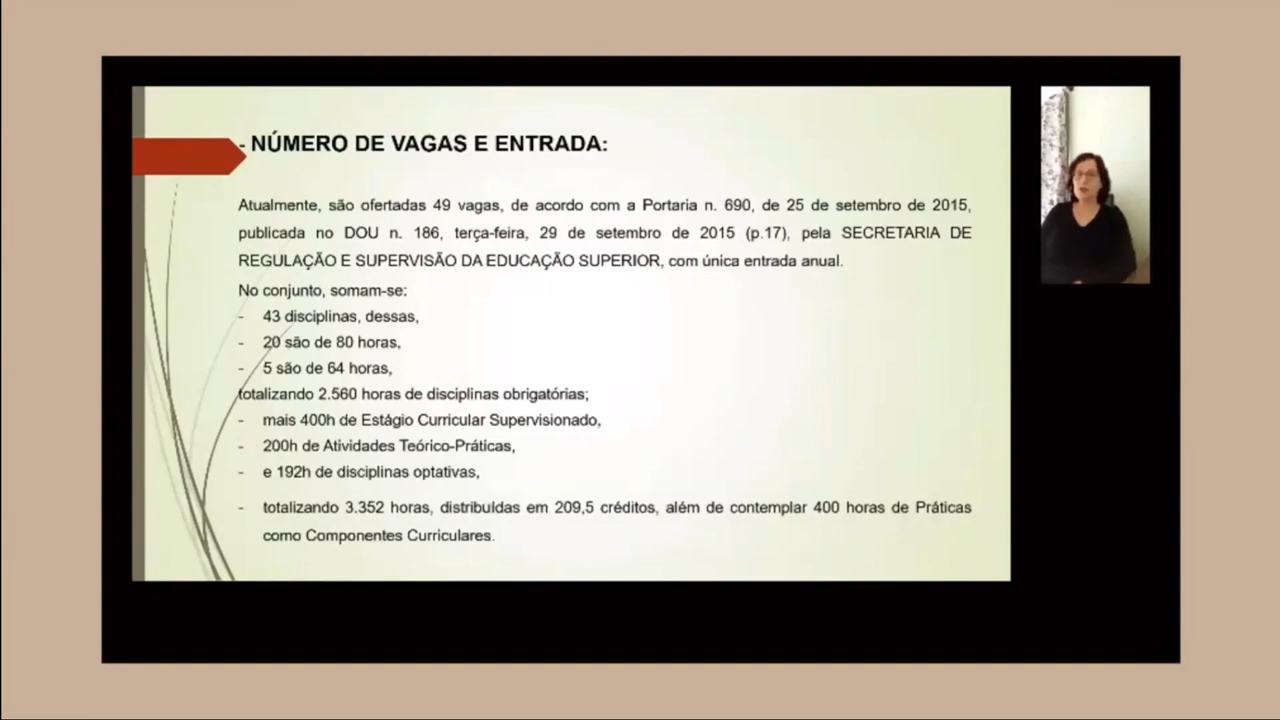 - NÚMERO DE VAGAS E ENTRADA:
Atualmente, são ofertadas 49 vagas, de acordo com a Portaria n. 690, de 25 de setembro de 2015,
publicada no DOU n. 186, terça-feira, 29 de setembro de 2015 (p.17), pela SECRETARIA DE
REGULAÇÃO E SUPERVISÃO DA EDUCAÇÃO SUPERIOR, com única entrada anual.
No conjunto, somam-se:
- 43 disciplinas, dessas,
- 20 são de 80 horas,
- 5 são de 64 horas,
totalizando 2.560 horas de disciplinas obrigatórias;
- mais 400h de Estágio Curricular Supervisionado,
- 200h de Atividades Teórico-Práticas,
- e 192h de disciplinas optativas,
- totalizando 3.352 horas, distribuídas em 209,5 créditos, além de contemplar 400 horas de Práticas
como Componentes Curriculares.